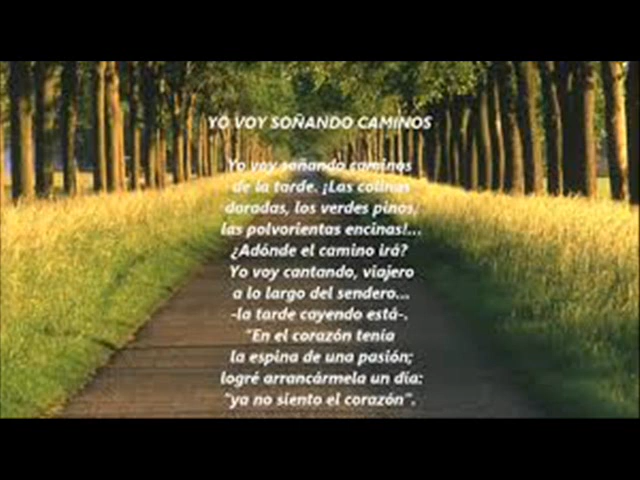 YO VOY SOÑANDO CAMINOS
Yo voy soñando caminos
de la tarde. ¡Las colinas
doradas, los verdes pinos,
las polvorientas encinas!...
¿Adónde el camino irá?
Yo voy cantando, viajero
a lo largo del sendero...
-la tarde cayendo está-.
"En el corazón tenía
la espina de una pasión;
logré arrancármela un día:
"ya no siento el corazón".